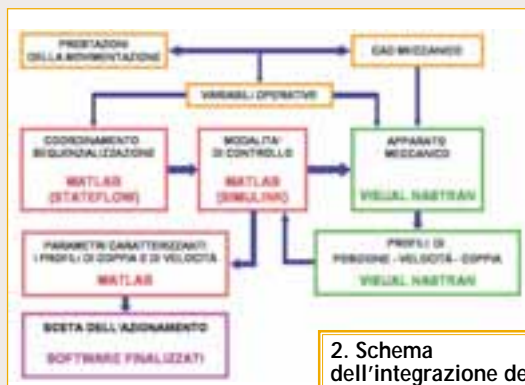 PRESTAZIONI
DELLA MOVIMENTAZIONE
CAD MECCANICO
VARIABILI OPERATIVE
COORDINAMENTO
SEQUENZIALIZZAZIONE
MATLAB
(STATEFLOW)
MODALITA'
DI CONTROLLO
MATLAB
(SIMULINK)
APPARATO
MECCANICO
VISUAL NASTRAN
PARAMETRI CARATTERIZZANTI
I PROFILI DI COPPIA E DI VELOCITÀ
MATLAB
PROFILI DI
POSIZIONE - VELOCITÀ - COPPIA
VISUAL NASTRAN
SCETA DELL'AZIONAMENTO
SOFTWARE FINALIZZATI
2. Schema
dell'integrazione de